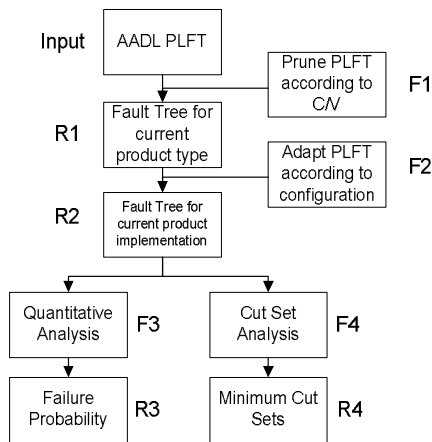 Input
AADL PLFT
Prune PLFT
according to
C/V
F1
R1
Fault Tree for
current
product type
Adapt PLFT
according to
configuration
F2
R2
Fault Tree for
current product
implementation
Quantitative
Analysis
F3
Cut Set
Analysis
F4
Failure
Probability
R3
Minimum Cut
Sets
R4